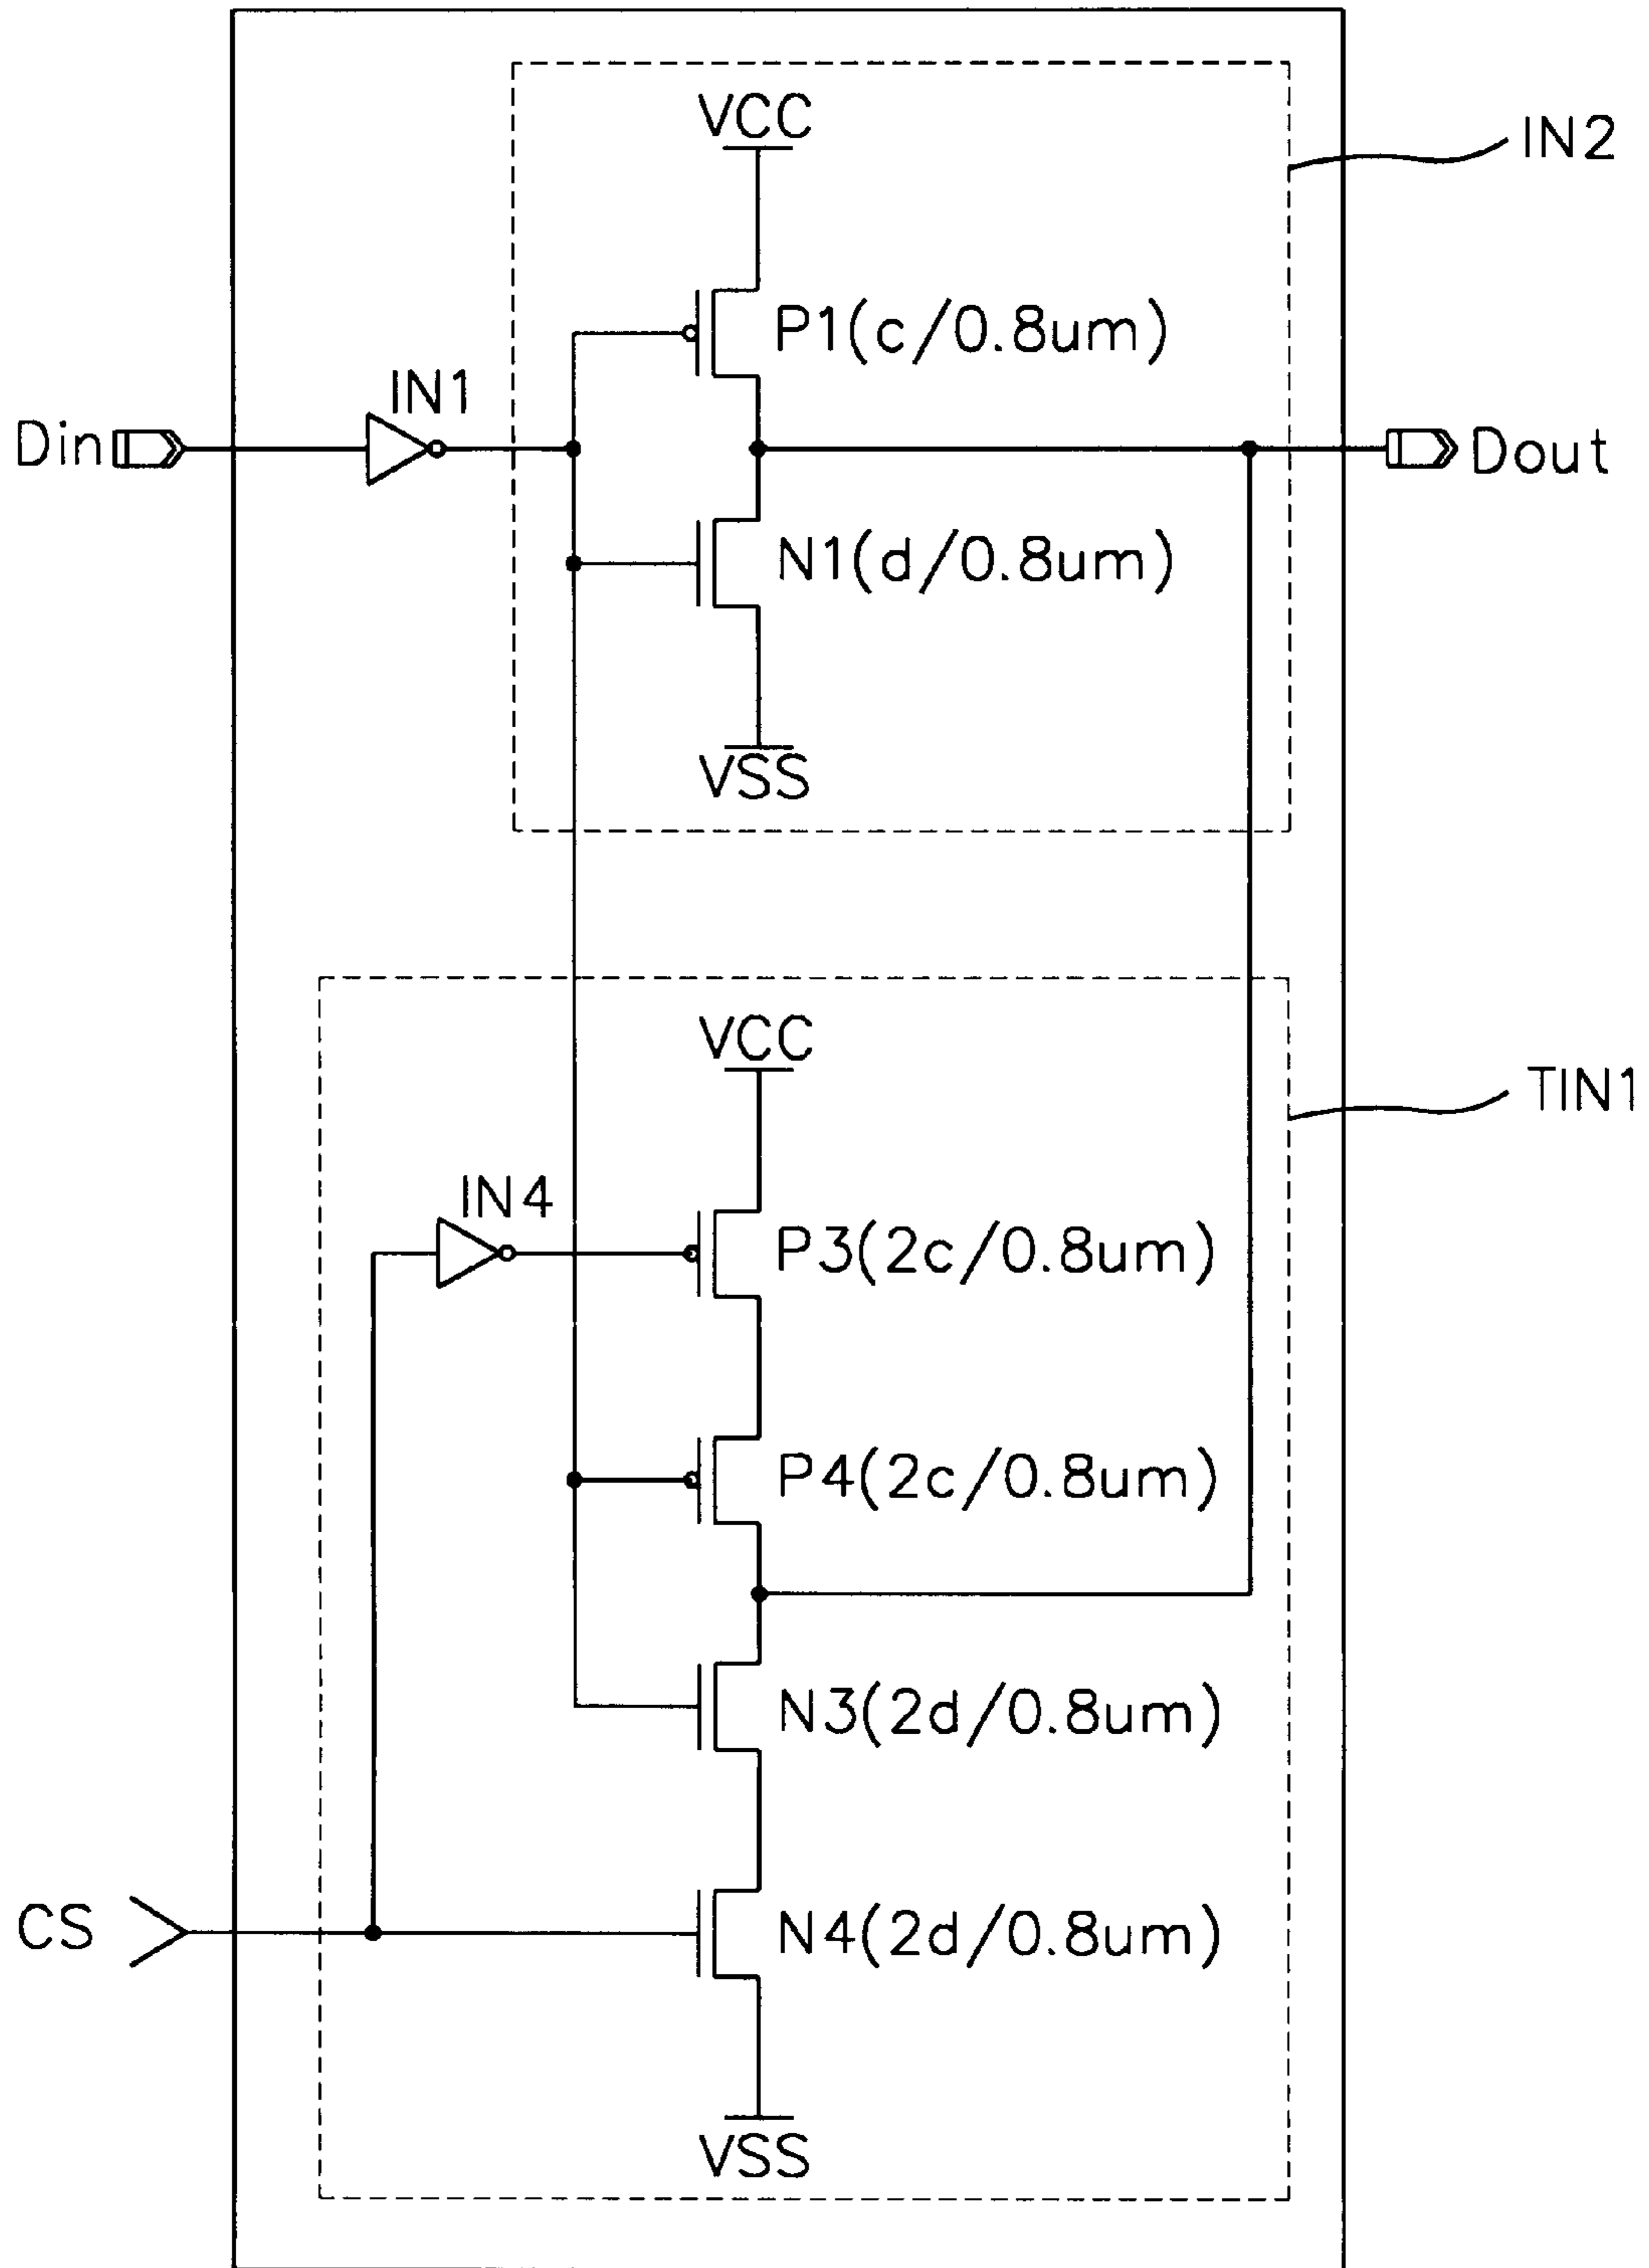 VCC
IN2
P1(c/0.8um)
IN1
Din
Dout
N1(d/0.8um)
VSS
VCC
TIN1
IN4
P3(2c/0.8um)
P4(2c/0.8um)
N3(2d/0.8um)
CS
N4(2d/0.8um)
VSS